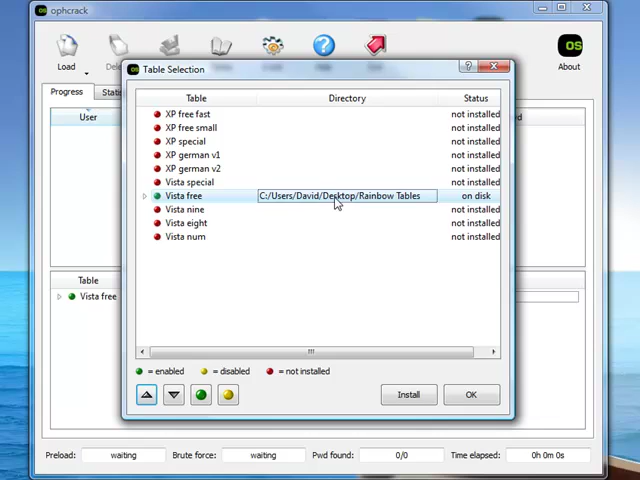 ophcrack
OS
Load
About
Table Selection
Progress
User
Table Directory Status
XP free fast not installed
XP free small not installed
XP special not installed
XP german v1 not installed
XP german v2 not installed
Vista special not installed
Vista free C:/Users/David/Desktop/Rainbow Tables on disk
Vista nine not installed
Vista eight not installed
Vista num not installed
Table
Vista free
= enabled = disabled = not installed
Install OK
Preload: waiting Brute force: waiting Pwd found: 0/0 Time elapsed: 0h 0m 0s